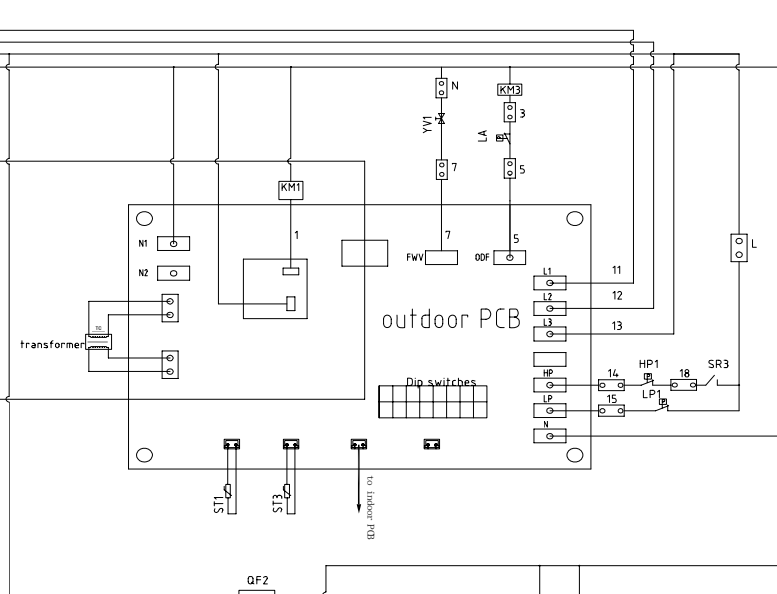 N
KM3
3
YV1
LA
7
5
KM1
1
7
5
L
N1
FWV
ODF
N2
L1
11
L2
12
L3
13
outdoor PCB
transformer
HP
14
HP1
18
SR3
Dip switches
LP
15
LP1
N
ST1
ST3
to indoor PCB
QF2